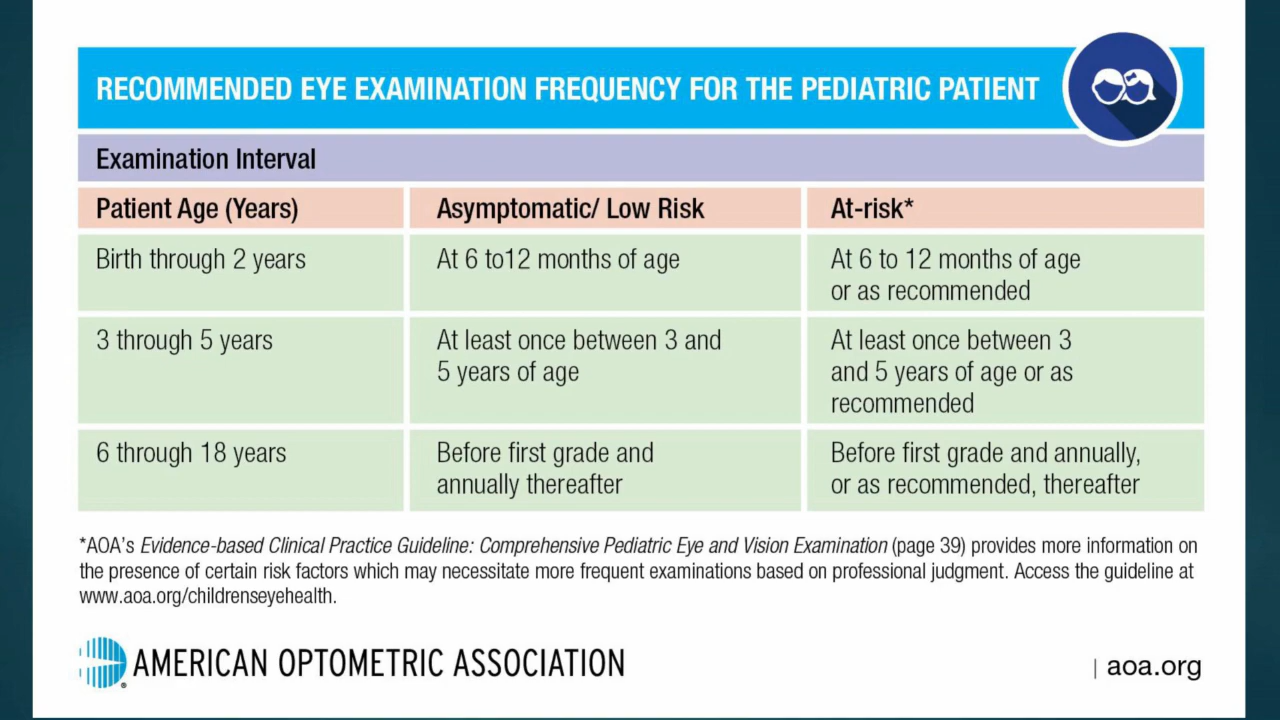 RECOMMENDED EYE EXAMINATION FREQUENCY FOR THE PEDIATRIC PATIENT
Examination Interval
Patient Age (Years)
Asymptomatic/ Low Risk
At-risk*
Birth through 2 years
At 6 to12 months of age
At 6 to 12 months of age
or as recommended
3 through 5 years
At least once between 3 and
5 years of age
At least once between 3
and 5 years of age or as
recommended
6 through 18 years
Before first grade and
annually thereafter
Before first grade and annually,
or as recommended, thereafter
*AOA's Evidence-based Clinical Practice Guideline: Comprehensive Pediatric Eye and Vision Examination (page 39) provides more information on
the presence of certain risk factors which may necessitate more frequent examinations based on professional judgment. Access the guideline at
www.aoa.org/childrenseyehealth.
AMERICAN OPTOMETRIC ASSOCIATION
®
| aoa.org